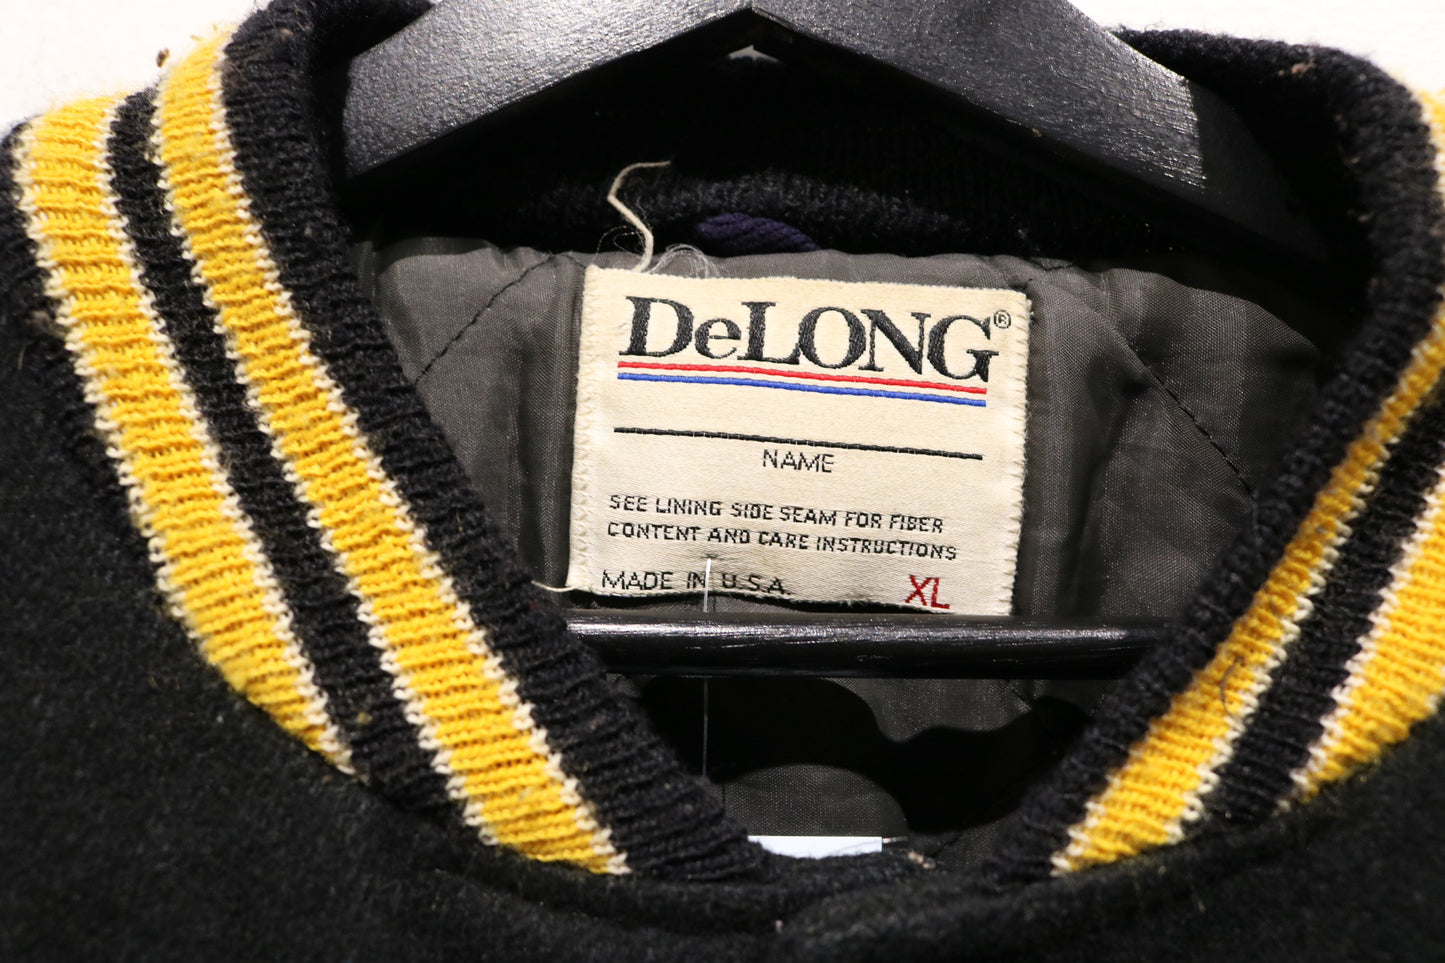 DeLONG®
NAME
SEE LINING SIDE SEAM FOR FIBER
CONTENT AND CARE INSTRUCTIONS
MADE IN U.S.A. XL